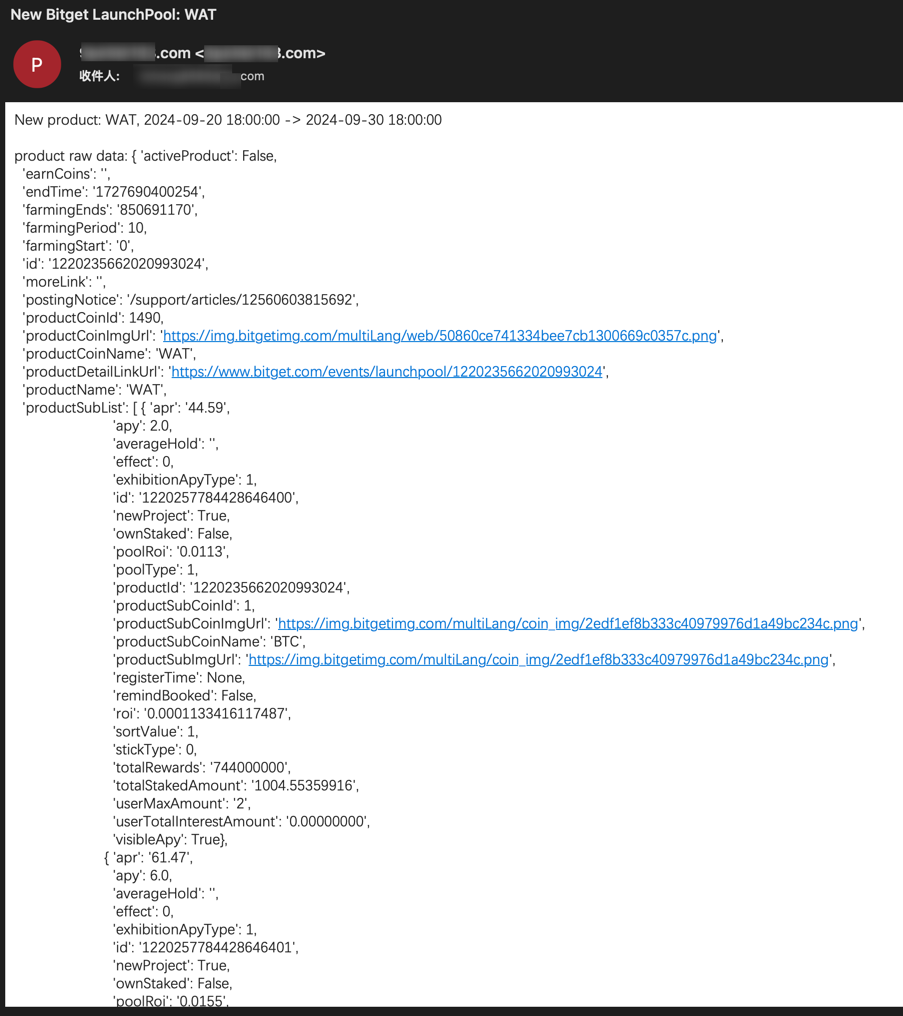 New Bitget LaunchPool: WAT
P
.com < .com>
收件人: com
New product: WAT, 2024-09-20 18:00:00 -> 2024-09-30 18:00:00
product raw data: { 'activeProduct': False,
'earnCoins': '',
'endTime': '1727690400254',
'farmingEnds': '850691170',
'farmingPeriod': 10,
'farmingStart': '0',
'id': '1220235662020993024',
'moreLink': '',
'postingNotice': '/support/articles/12560603815692',
'productCoinId': 1490,
'productCoinImgUrl': 'https://img.bitgetimg.com/multiLang/web/50860ce741334bee7cb1300669c0357c.png',
'productCoinName': 'WAT',
'productDetailLinkUrl': 'https://www.bitget.com/events/launchpool/1220235662020993024',
'productName': 'WAT',
'productSubList': [ { 'apr': '44.59',
'apy': 2.0,
'averageHold': '',
'effect': 0,
'exhibitionApyType': 1,
'id': '1220257784428646400',
'newProject': True,
'ownStaked': False,
'poolRoi': '0.0113',
'poolType': 1,
'productId': '1220235662020993024',
'productSubCoinId': 1,
'productSubCoinImgUrl': 'https://img.bitgetimg.com/multiLang/coin_img/2edf1ef8b333c40979976d1a49bc234c.png',
'productSubCoinName': 'BTC',
'productSubImgUrl': 'https://img.bitgetimg.com/multiLang/coin_img/2edf1ef8b333c40979976d1a49bc234c.png',
'registerTime': None,
'remindBooked': False,
'roi': '0.0001133416117487',
'sortValue': 1,
'stickType': 0,
'totalRewards': '744000000',
'totalStakedAmount': '1004.55359916',
'userMaxAmount': '2',
'userTotalInterestAmount': '0.00000000',
'visibleApy': True},
{ 'apr': '61.47',
'apy': 6.0,
'averageHold': '',
'effect': 0,
'exhibitionApyType': 1,
'id': '1220257784428646401',
'newProject': True,
'ownStaked': False,
'poolRoi': '0.0155',